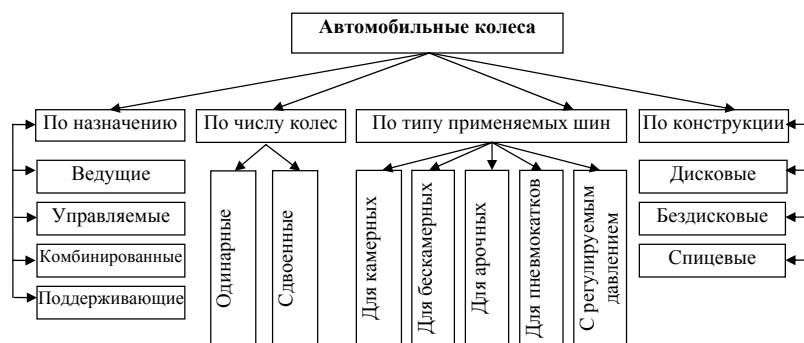 Автомобильные колеса
По назначению
По числу колес
По типу применяемых шин
По конструкции
Ведущие
Управляемые
Комбинированные
Поддерживающие
Одинарные
Сдвоенные
Для камерных
Для бескамерных
Для арочных
Для пневмокатков
С регулируемым
давлением
Дисковые
Бездисковые
Спицевые